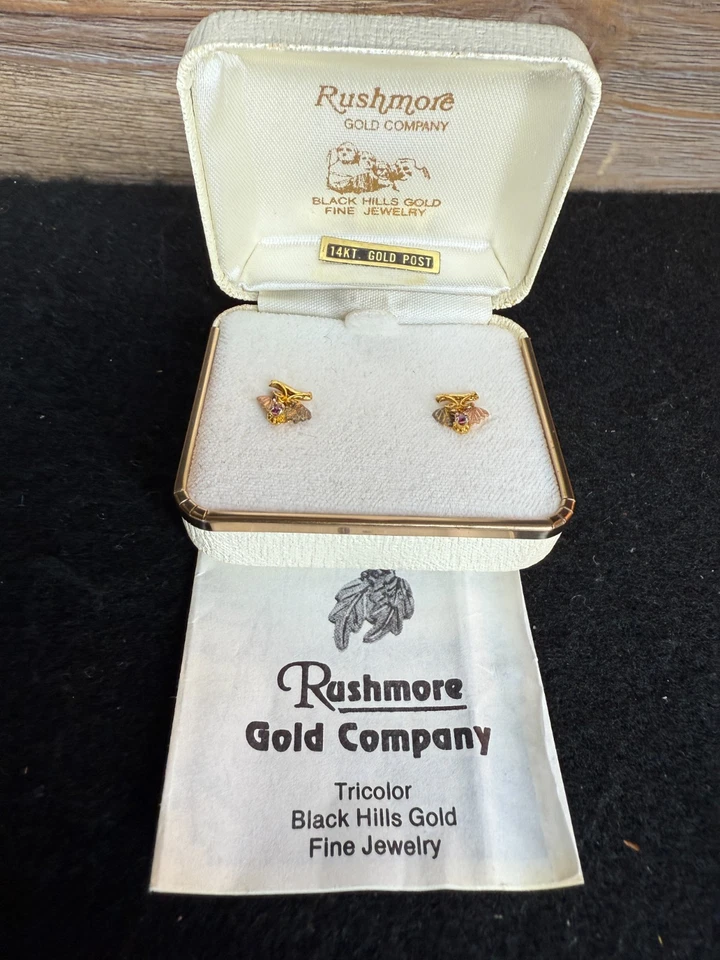 Rushmore
GOLD COMPANY
BLACK HILLS GOLD
FINE JEWELRY
14KT. GOLD POST
Rushmore
Gold Company
Tricolor
Black Hills Gold
Fine Jewelry